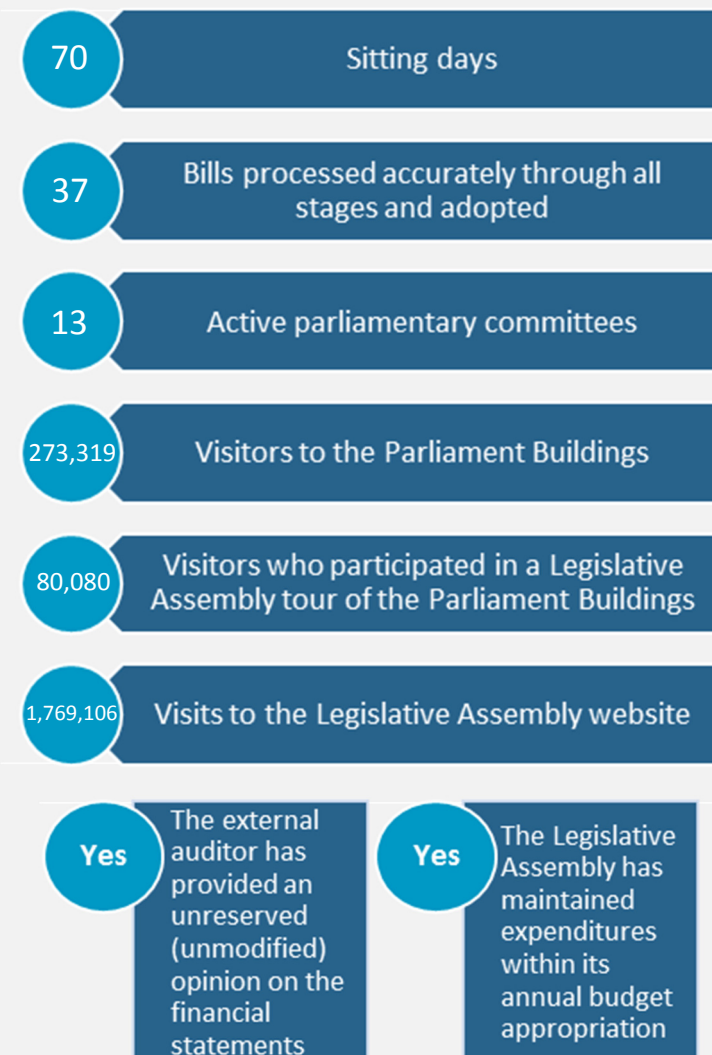 70
Sitting days
37
Bills processed accurately through all
stages and adopted
13
Active parliamentary committees
273,319
Visitors to the Parliament Buildings
80,080
Visitors who participated in a Legislative
Assembly tour of the Parliament Buildings
1,769,106
Visits to the Legislative Assembly website
Yes
The external
auditor has
provided an
unreserved
(unmodified)
opinion on the
financial
statements
Yes
The Legislative
Assembly has
maintained
expenditures
within its
annual budget
appropriation